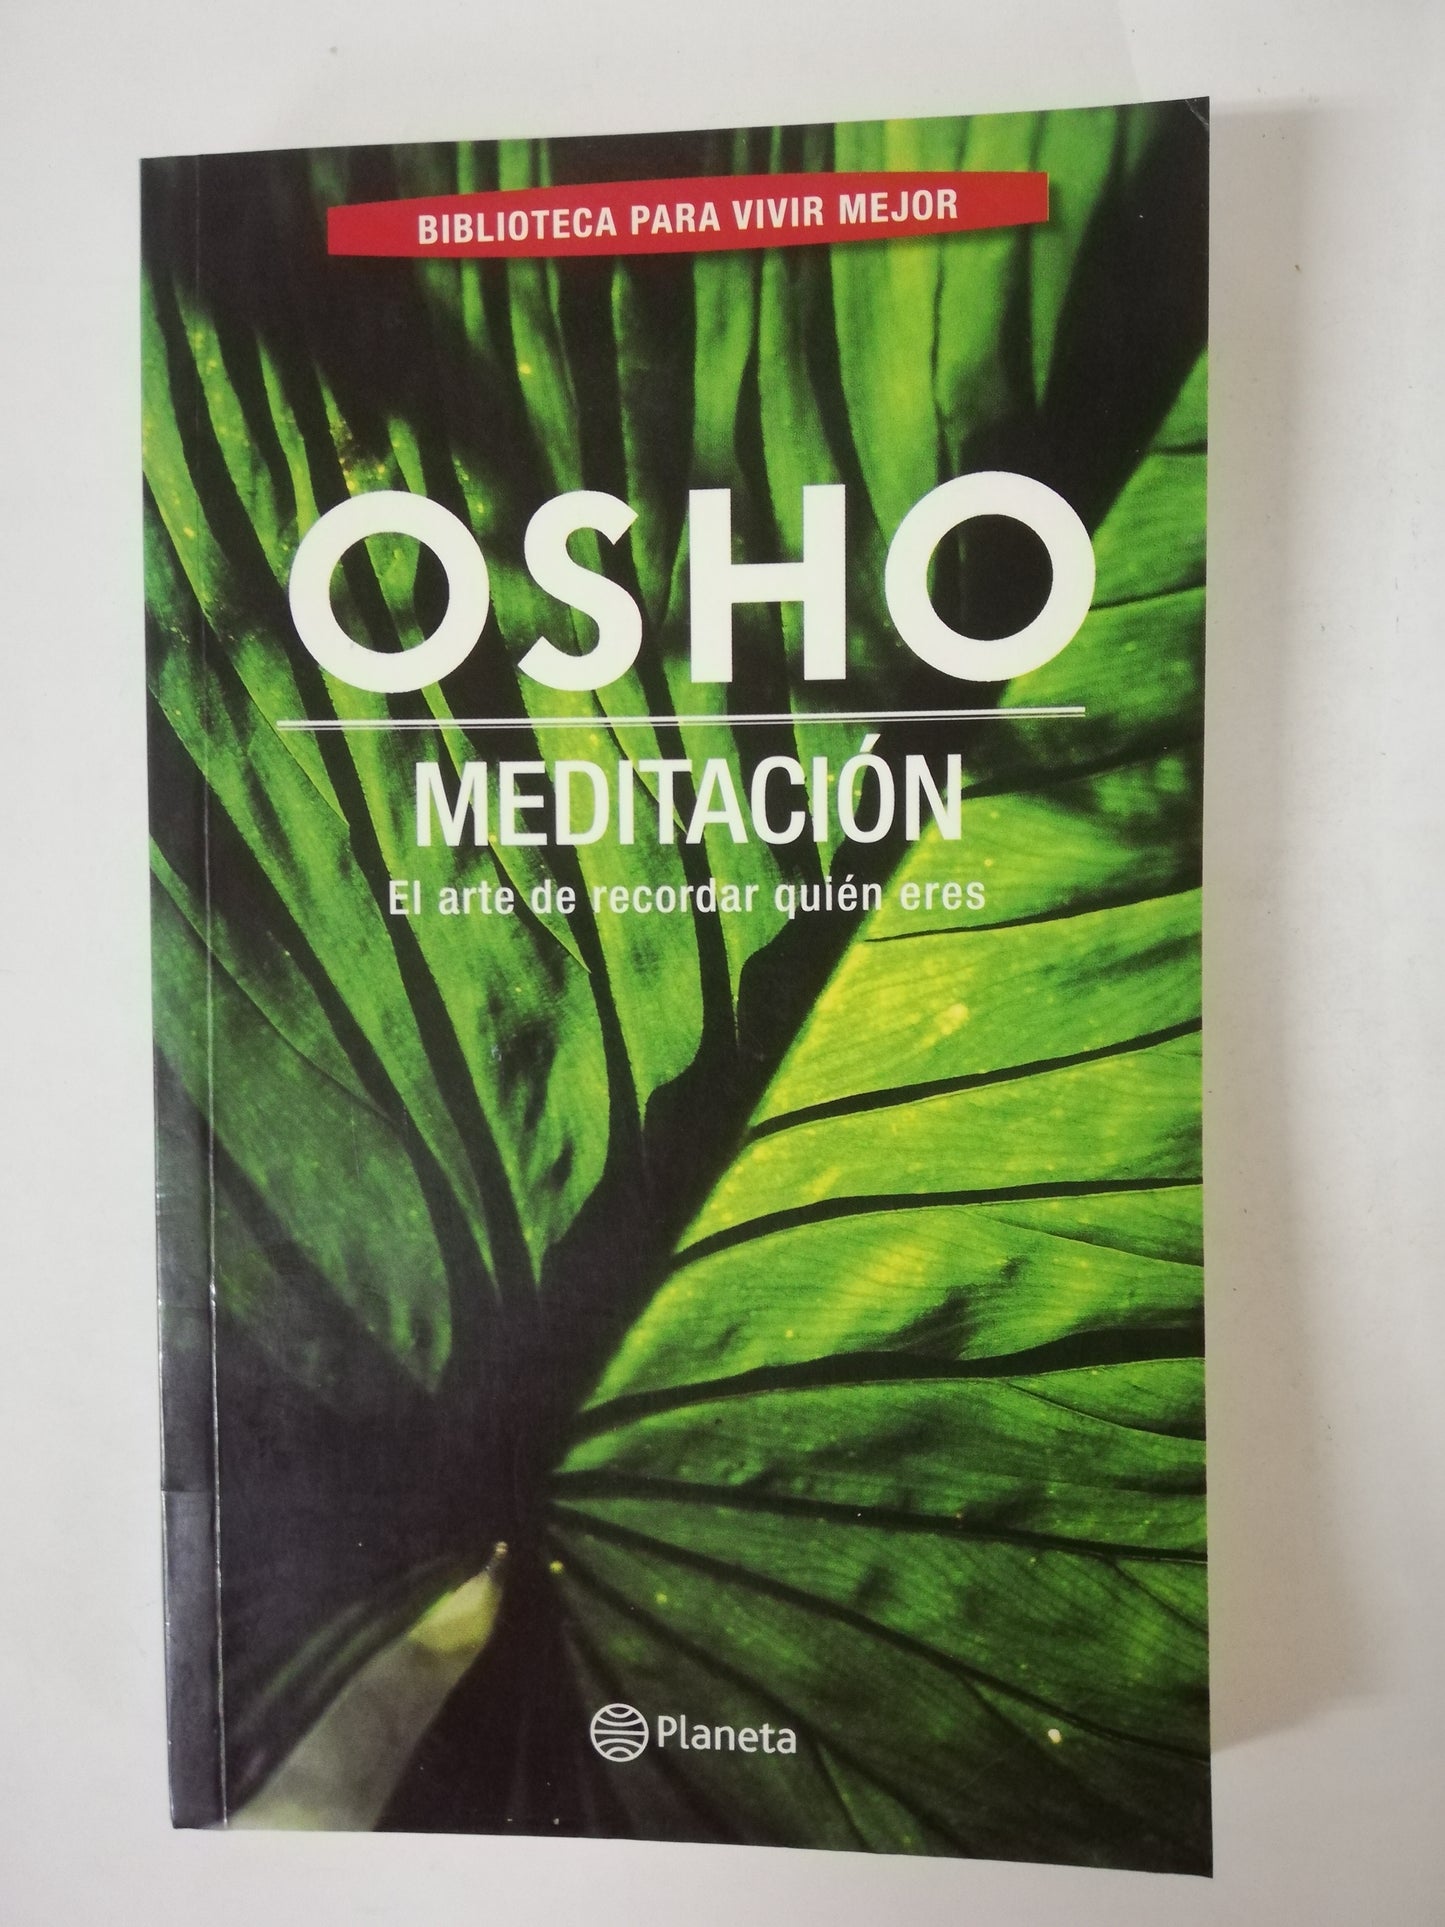 BIBLIOTECA PARA VIVIR MEJOR
OSHO
MEDITACIÓN
El arte de recordar quién eres
Planeta